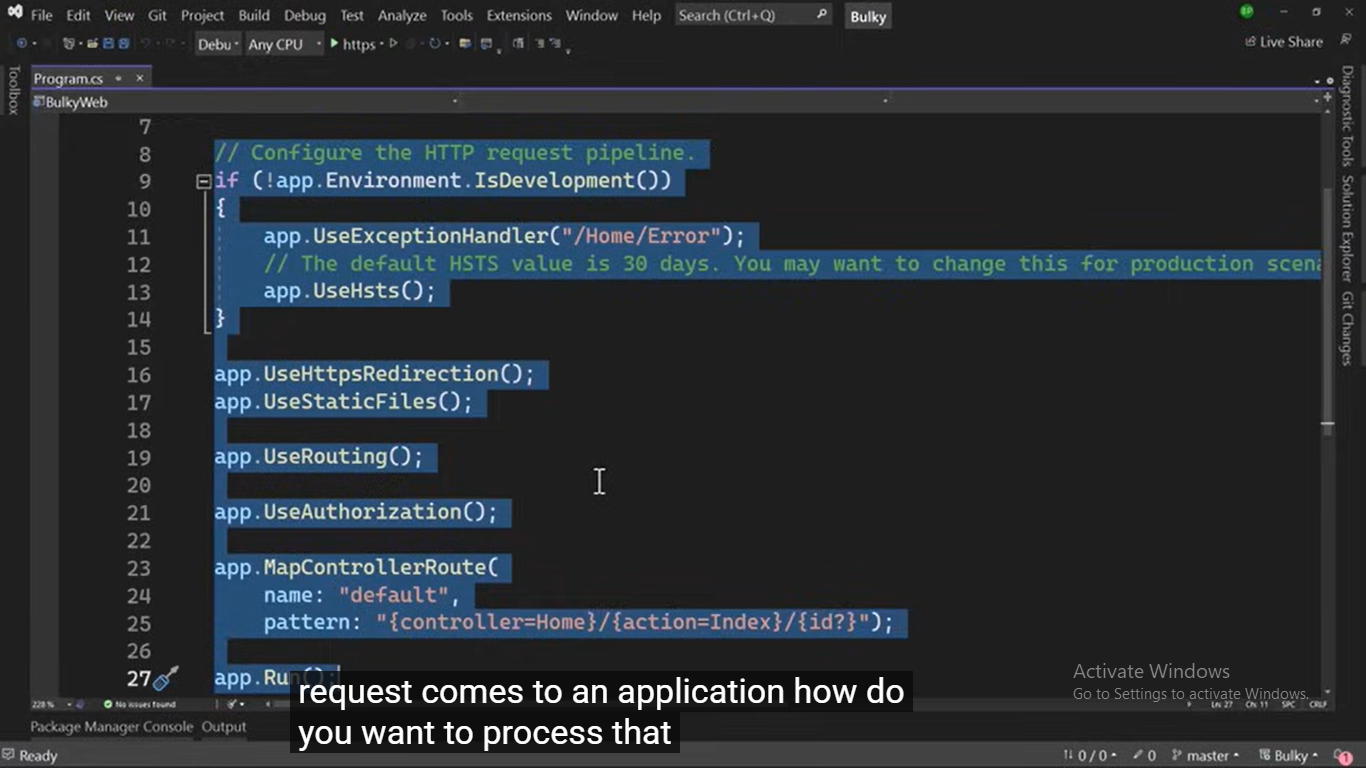 File Edit View Git Project Build Debug Test Analyze Tools Extensions Window Help Search (Ctrl+Q) Bulky
Debu Any CPU https Live Share
Toolbox
Program.cs
BulkyWeb
Diagnostic Tools
Solution Explorer
Git Changes
7
8 // Configure the HTTP request pipeline.
9 if (!app.Environment.IsDevelopment())
10 {
11 app.UseExceptionHandler("/Home/Error");
12 // The default HSTS value is 30 days. You may want to change this for production scen
13 app.UseHsts();
14 }
15
16 app.UseHttpsRedirection();
17 app.UseStaticFiles();
18
19 app.UseRouting();
20
21 app.UseAuthorization();
22
23 app.MapControllerRoute(
24 name: "default",
25 pattern: "{controller=Home}/{action=Index}/{id?}");
26
27 app.Run();
request comes to an application how do
you want to process that
Activate Windows
Go to Settings to activate Windows.
228 % No issues found Ln: 27 Ch: 11 SPC CRLF
Package Manager Console Output
Ready 0 / 0 0 master Bulky 1